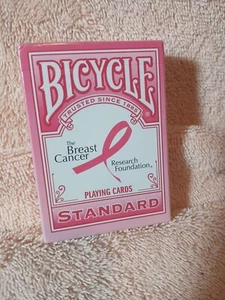 BICYCLE
TRUSTED SINCE 1885
The
Breast
Cancer
Research
Foundation®
PLAYING CARDS
STANDARD